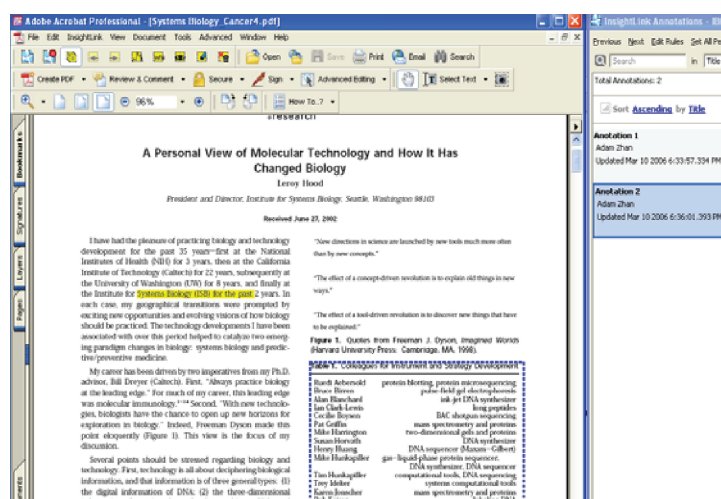 Adobe Acrobat Professional - [Systems Biology_Cancer4.pdf]
File Edit InsightLink View Document Tools Advanced Window Help
Open Save Print Email Search
Create PDF Review & Comment Secure Sign Advanced Editing Select Text
96% How To..?
Bookmarks
Signatures
Layers
Pages
research
A Personal View of Molecular Technology and How It Has
Changed Biology
Leroy Hood
President and Director, Institute for Systems Biology, Seattle, Washington 98103
Received June 27, 2002
I have had the pleasure of practicing biology and technology
development for the past 35 years—first at the National
Institutes of Health (NIH) for 3 years, then at the California
Institute of Technology (Caltech) for 22 years, subsequently at
the University of Washington (UW) for 8 years, and finally at
the Institute for Systems Biology (ISB) for the past 2 years. In
each case, my geographical transitions were prompted by
exciting new opportunities and evolving visions of how biology
should be practiced. The technology developments I have been
associated with over this period helped to catalyze two emerg-
ing paradigm changes in biology: systems biology and predic-
tive/preventive medicine.
My career has been driven by two imperatives from my Ph.D.
advisor, Bill Dreyer (Caltech). First, "Always practice biology
at the leading edge." For much of my career, this leading edge
was molecular immunology.¹⁻¹⁴ Second, "With new technolo-
gies, biologists have the chance to open up new horizons for
exploration in biology." Indeed, Freeman Dyson made this
point eloquently (Figure 1). This view is the focus of my
discussion.
Several points should be stressed regarding biology and
technology. First, technology is all about deciphering biological
information, and that information is of three general types: (1)
the digital information of DNA; (2) the three-dimensional
"New directions in science are launched by new tools much more often
than by new concepts."
"The effect of a concept-driven revolution is to explain old things in new
ways."
"The effect of a tool-driven revolution is to discover new things that have
to be explained."
Figure 1. Quotes from Freeman J. Dyson, Imagined Worlds
(Harvard University Press: Cambridge, MA, 1998).
Table 1. Colleagues for Instrument and Strategy Development
Ruedi Aebersold protein blotting, protein microsequencing
Bruce Birren pulse-field gel electrophoresis
Alan Blanchard ink-jet DNA synthesizer
Ian Clark-Lewis long peptides
Cecilie Boysen BAC shotgun sequencing
Pat Griffin mass spectrometry and proteins
Mike Harrington two-dimensional gels and proteins
Susan Horvath DNA synthesizer
Henry Huang DNA sequencer (Maxam-Gilbert)
Mike Hunkapiller gas-liquid-phase protein sequencer,
DNA synthesizer, DNA sequencer
Tim Hunkapiller computational tools, DNA sequencing
Trey Ideker systems computational tools
Karen Jonscher mass spectrometry and proteins
InsightLink Annotations
Previous Next Edit Rules Set All Pe
Search in Title
Total Annotations: 2
Sort Ascending by Title
Anotation 1
Adam Zhan
Updated Mar 10 2006 6:33:57.334 PM
Anotation 2
Adam Zhan
Updated Mar 10 2006 6:36:01.393 PM